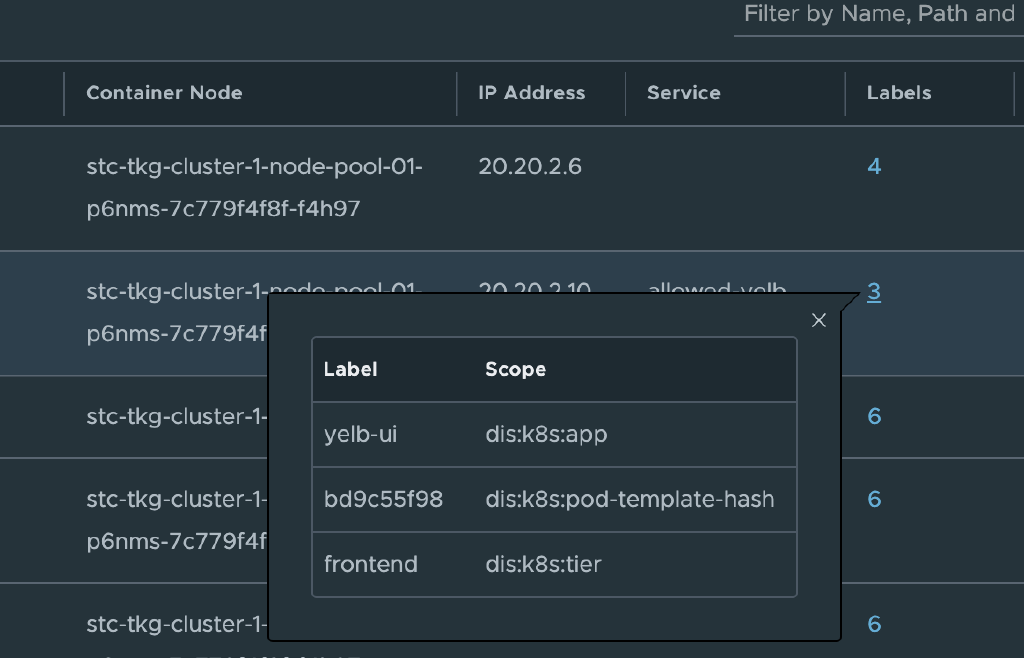 Filter by Name, Path and
Container Node IP Address Service Labels
stc-tkg-cluster-1-node-pool-01- 20.20.2.6 4
p6nms-7c779f4f8f-f4h97
stc-tkg-cluster-1-node-pool-01- 20.20.2.10 allowed-yelb 3
p6nms-7c779f4f
Label Scope
stc-tkg-cluster-1- 6
yelb-ui dis:k8s:app
stc-tkg-cluster-1- bd9c55f98 dis:k8s:pod-template-hash 6
p6nms-7c779f4f
frontend dis:k8s:tier
stc-tkg-cluster-1- 6